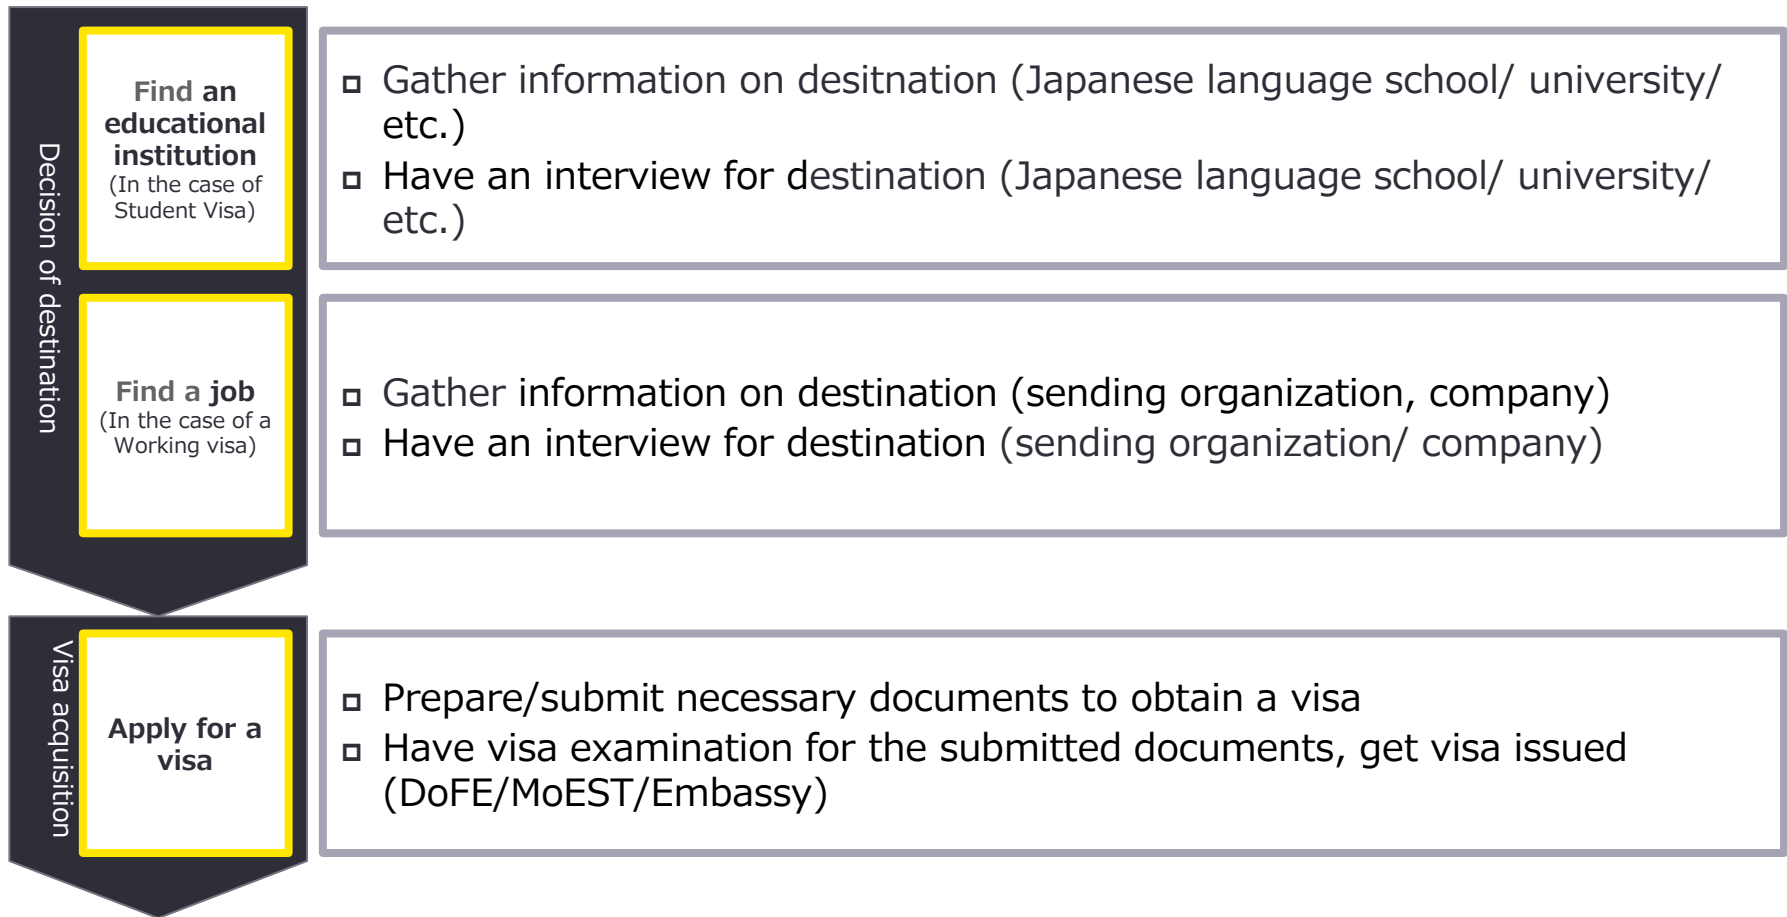 Decision of destination
Find an
educational
institution
(In the case of
Student Visa)
▫ Gather information on desitnation (Japanese language school/ university/
etc.)
▫ Have an interview for destination (Japanese language school/ university/
etc.)
Find a job
(In the case of a
Working visa)
▫ Gather information on destination (sending organization, company)
▫ Have an interview for destination (sending organization/ company)
Visa acquisition
Apply for a
visa
▫ Prepare/submit necessary documents to obtain a visa
▫ Have visa examination for the submitted documents, get visa issued
(DoFE/MoEST/Embassy)